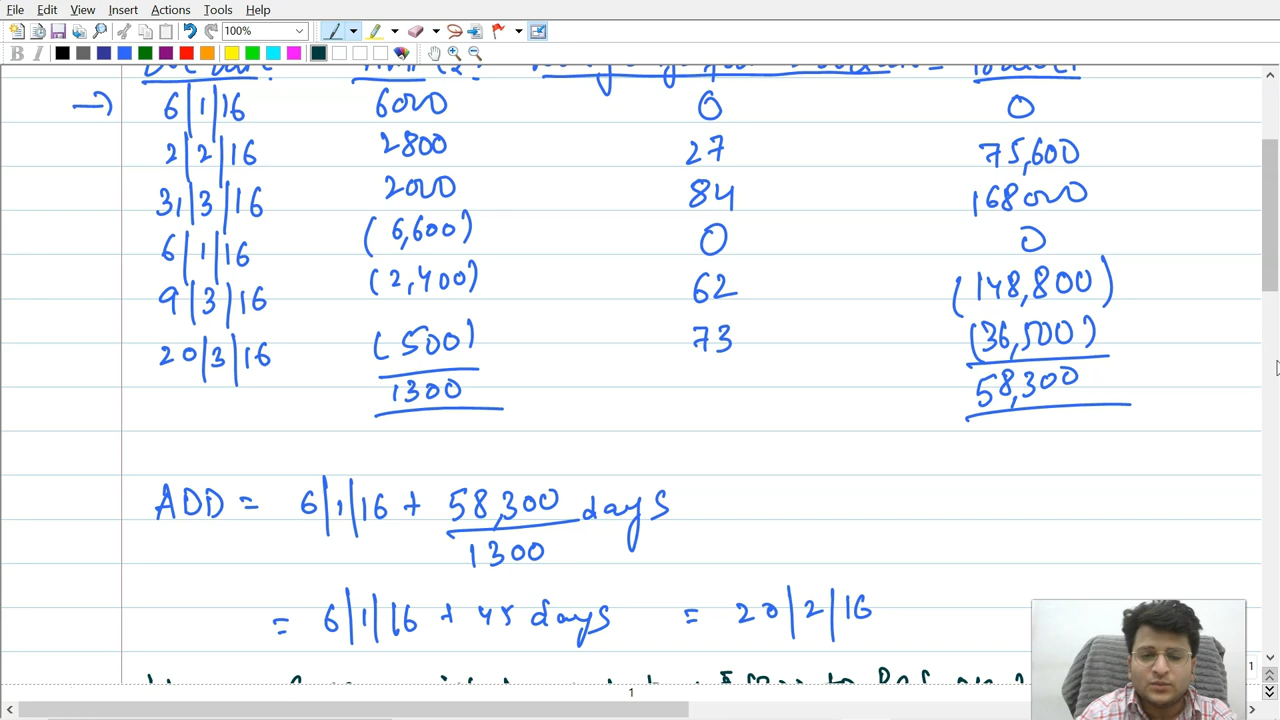 File Edit View Insert Actions Tools Help
100%
B I
→ 6|1|16 6000 0 0
2|2|16 2800 27 75,600
31|3|16 2000 84 168000
6|1|16 (6,600) 0 0
9|3|16 (2,400) 62 (148,800)
20|3|16 (500) 73 (36,500)
1300 58,300
ADD = 6|1|16 + 58,300 days
1300
= 6|1|16 + 45 days = 20|2|16
1
1